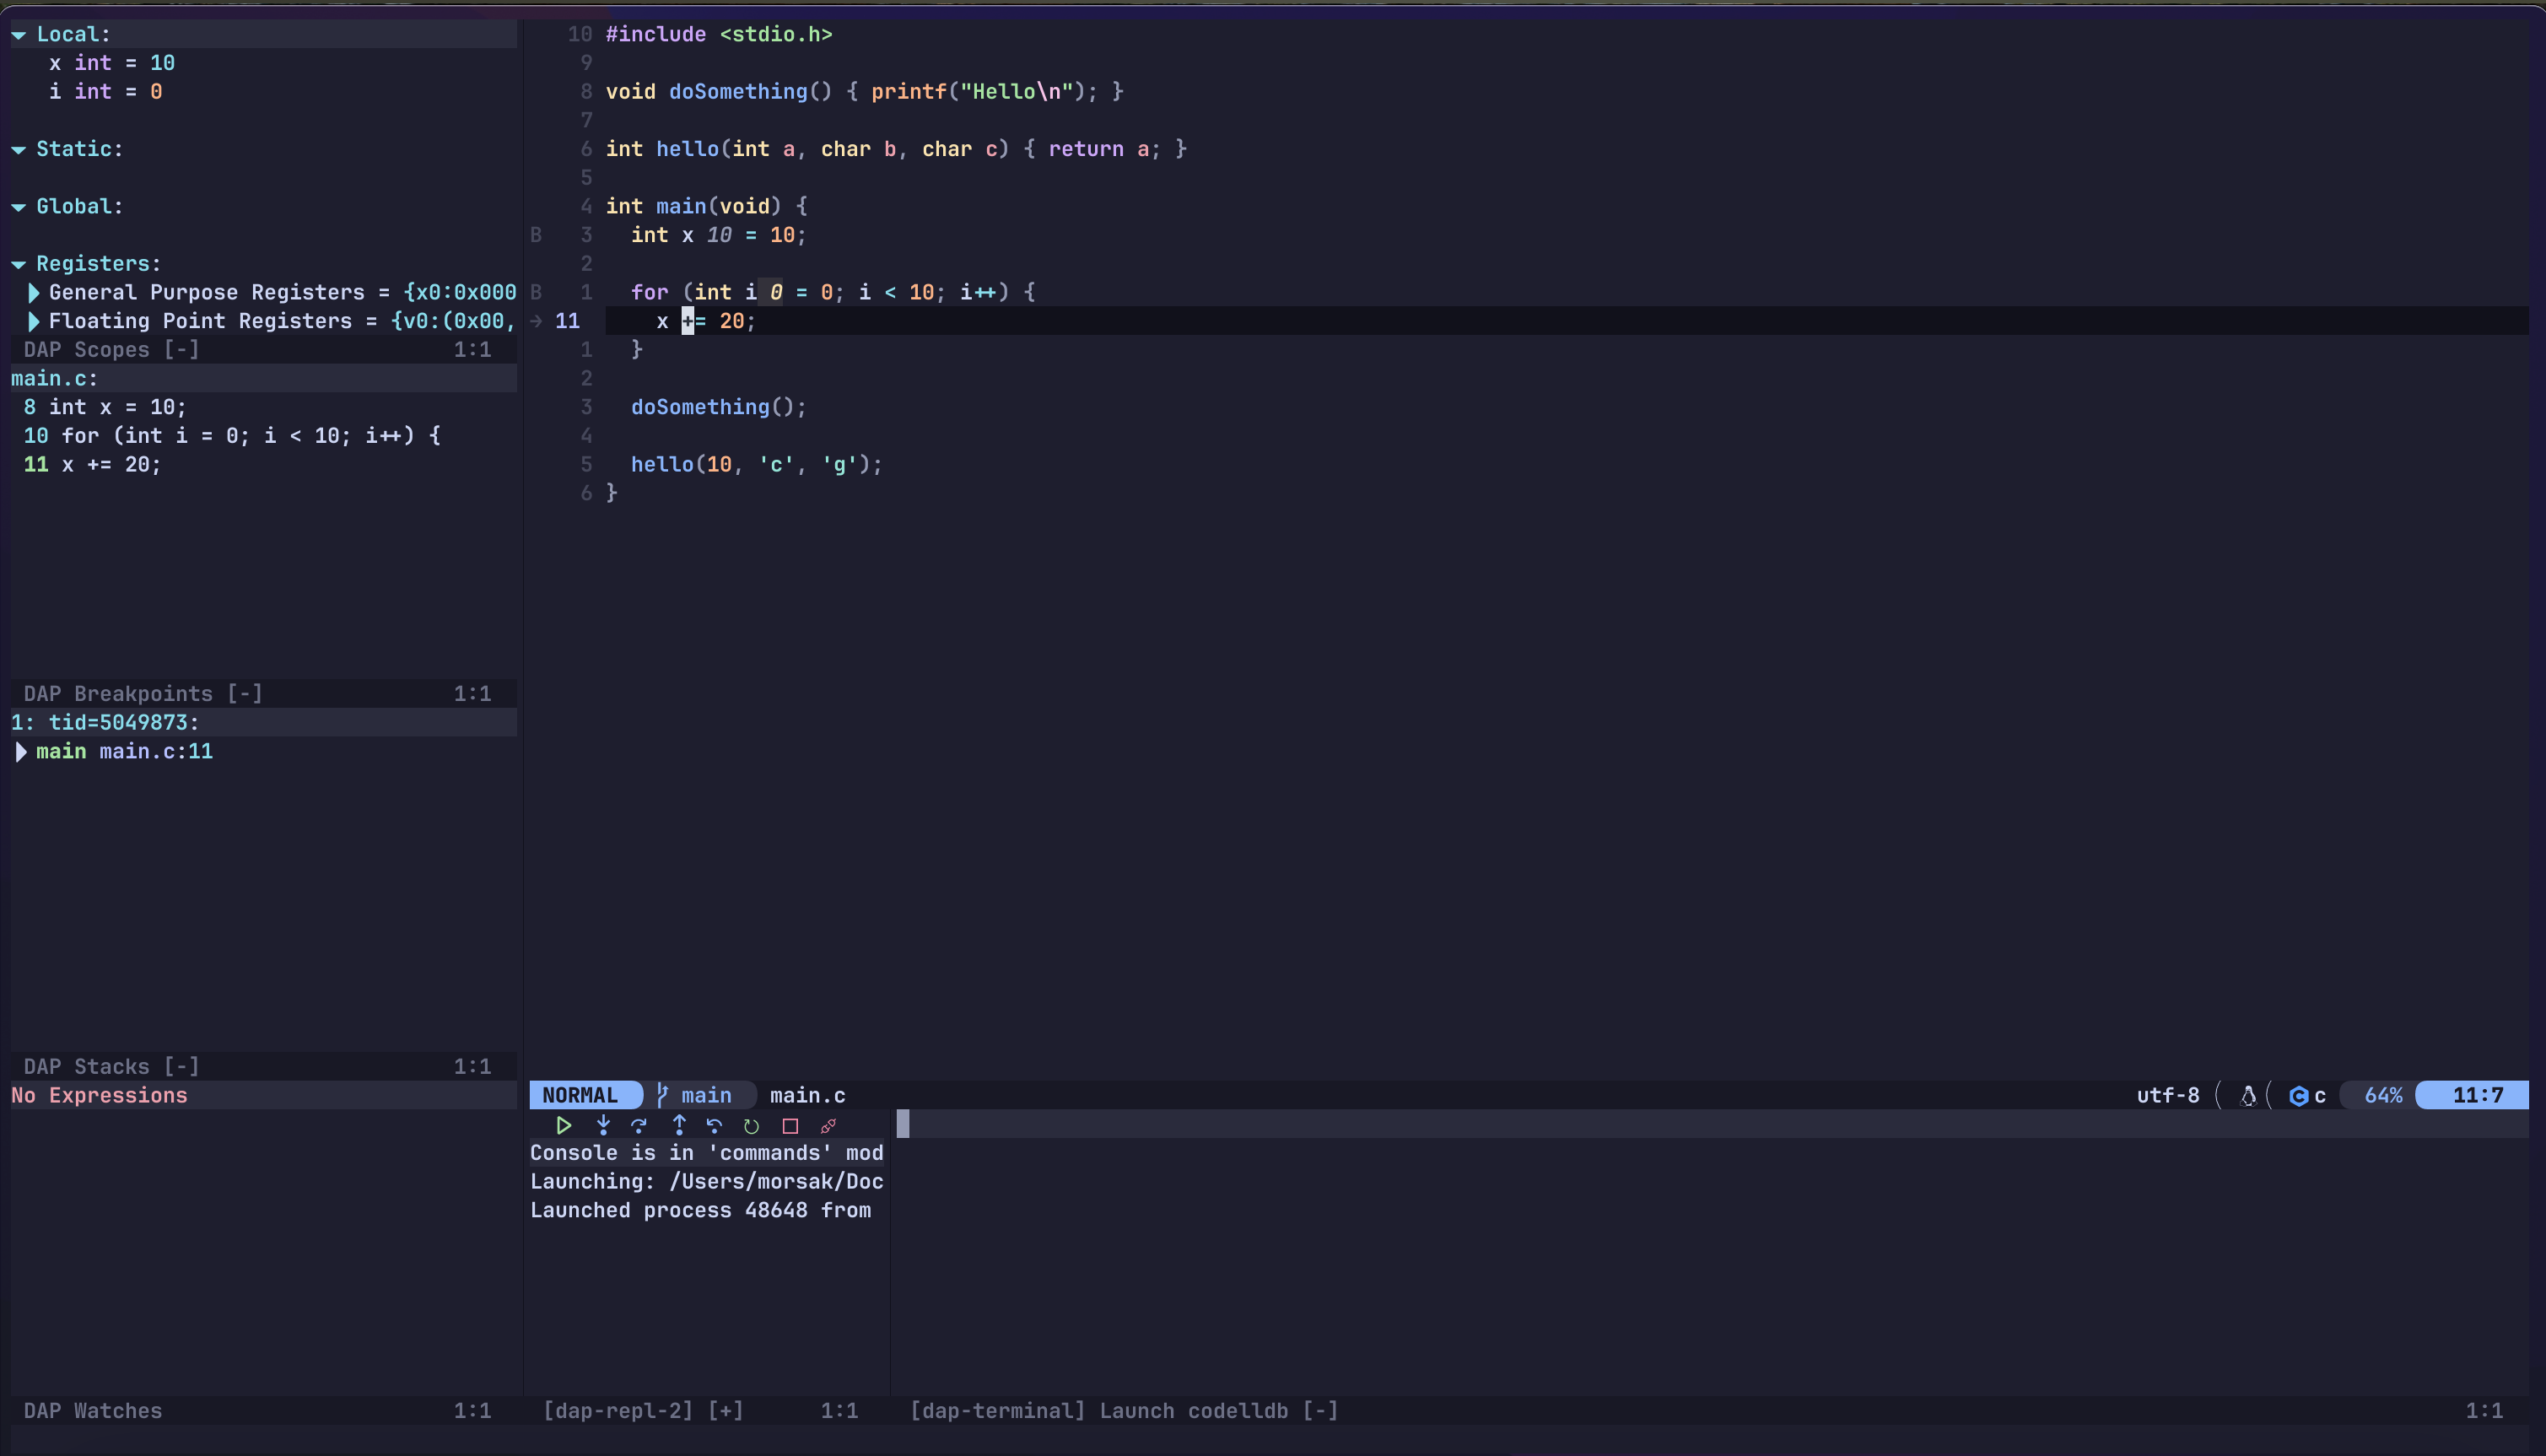 Local:
x int = 10
i int = 0
Static:
Global:
Registers:
General Purpose Registers = {x0:0x000
Floating Point Registers = {v0:(0x00,
DAP Scopes [-] 1:1
main.c:
8 int x = 10;
10 for (int i = 0; i < 10; i++) {
11 x += 20;
DAP Breakpoints [-] 1:1
1: tid=5049873:
main main.c:11
DAP Stacks [-] 1:1
No Expressions
DAP Watches 1:1
10 #include <stdio.h>
9
8 void doSomething() { printf("Hello\n"); }
7
6 int hello(int a, char b, char c) { return a; }
5
4 int main(void) {
B 3 int x 10 = 10;
2
B 1 for (int i 0 = 0; i < 10; i++) {
→ 11 x += 20;
1 }
2
3 doSomething();
4
5 hello(10, 'c', 'g');
6 }
NORMAL main main.c utf-8 c 64% 11:7
Console is in 'commands' mod
Launching: /Users/morsak/Doc
Launched process 48648 from
[dap-repl-2] [+] 1:1
[dap-terminal] Launch codelldb [-] 1:1